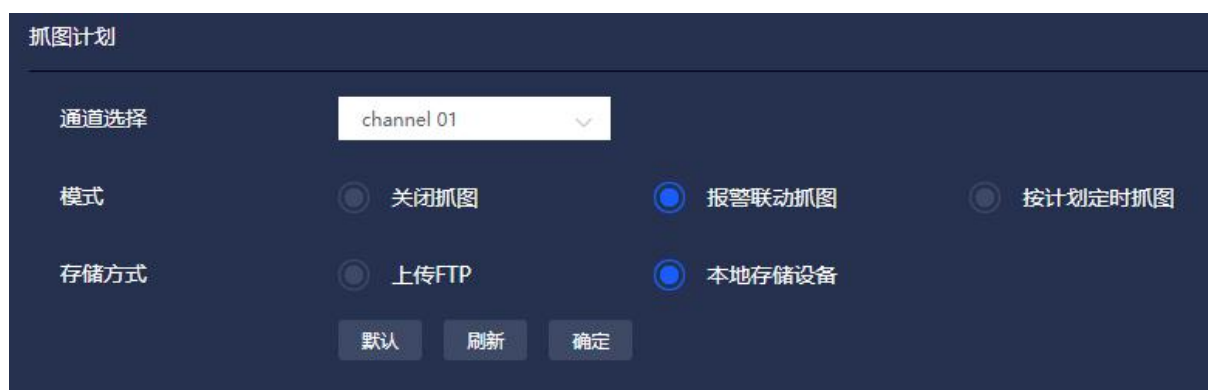 抓图计划
通道选择 channel 01
模式 关闭抓图 报警联动抓图 按计划定时抓图
存储方式 上传FTP 本地存储设备
默认 刷新 确定